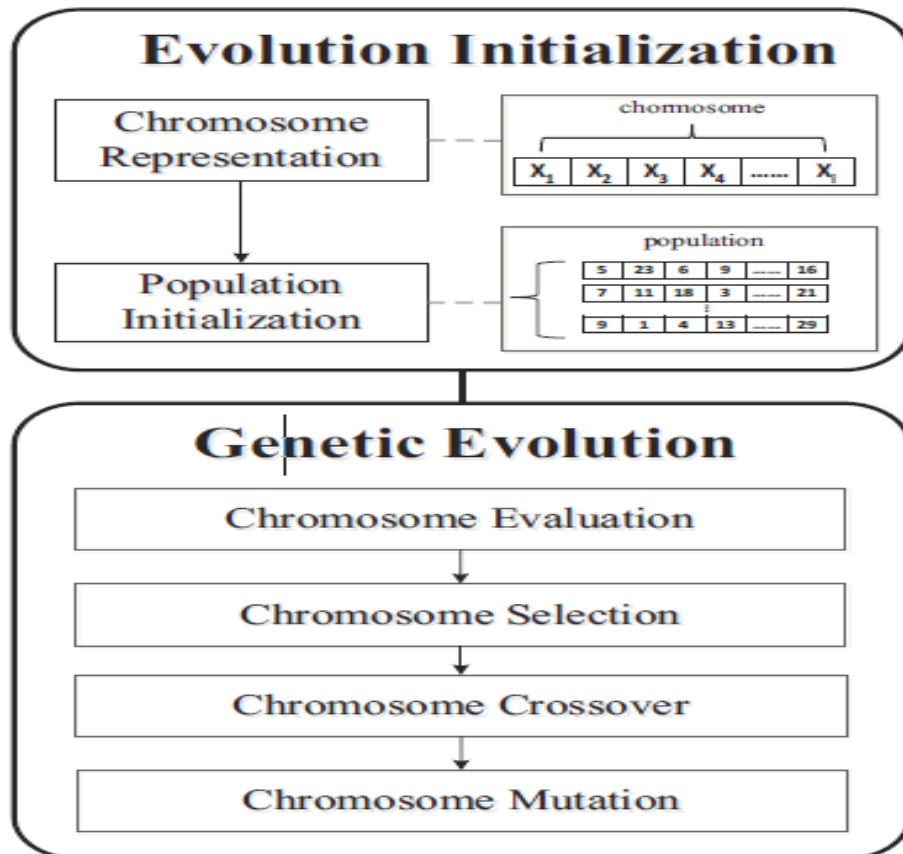 Evolution Initialization
Chromosome
Representation
chormosome
X1 X2 X3 X4 ...... Xi
Population
Initialization
population
5 23 6 9 ...... 16
7 11 18 3 ...... 21
⋮
9 1 4 13 ...... 29
Genetic Evolution
Chromosome Evaluation
Chromosome Selection
Chromosome Crossover
Chromosome Mutation